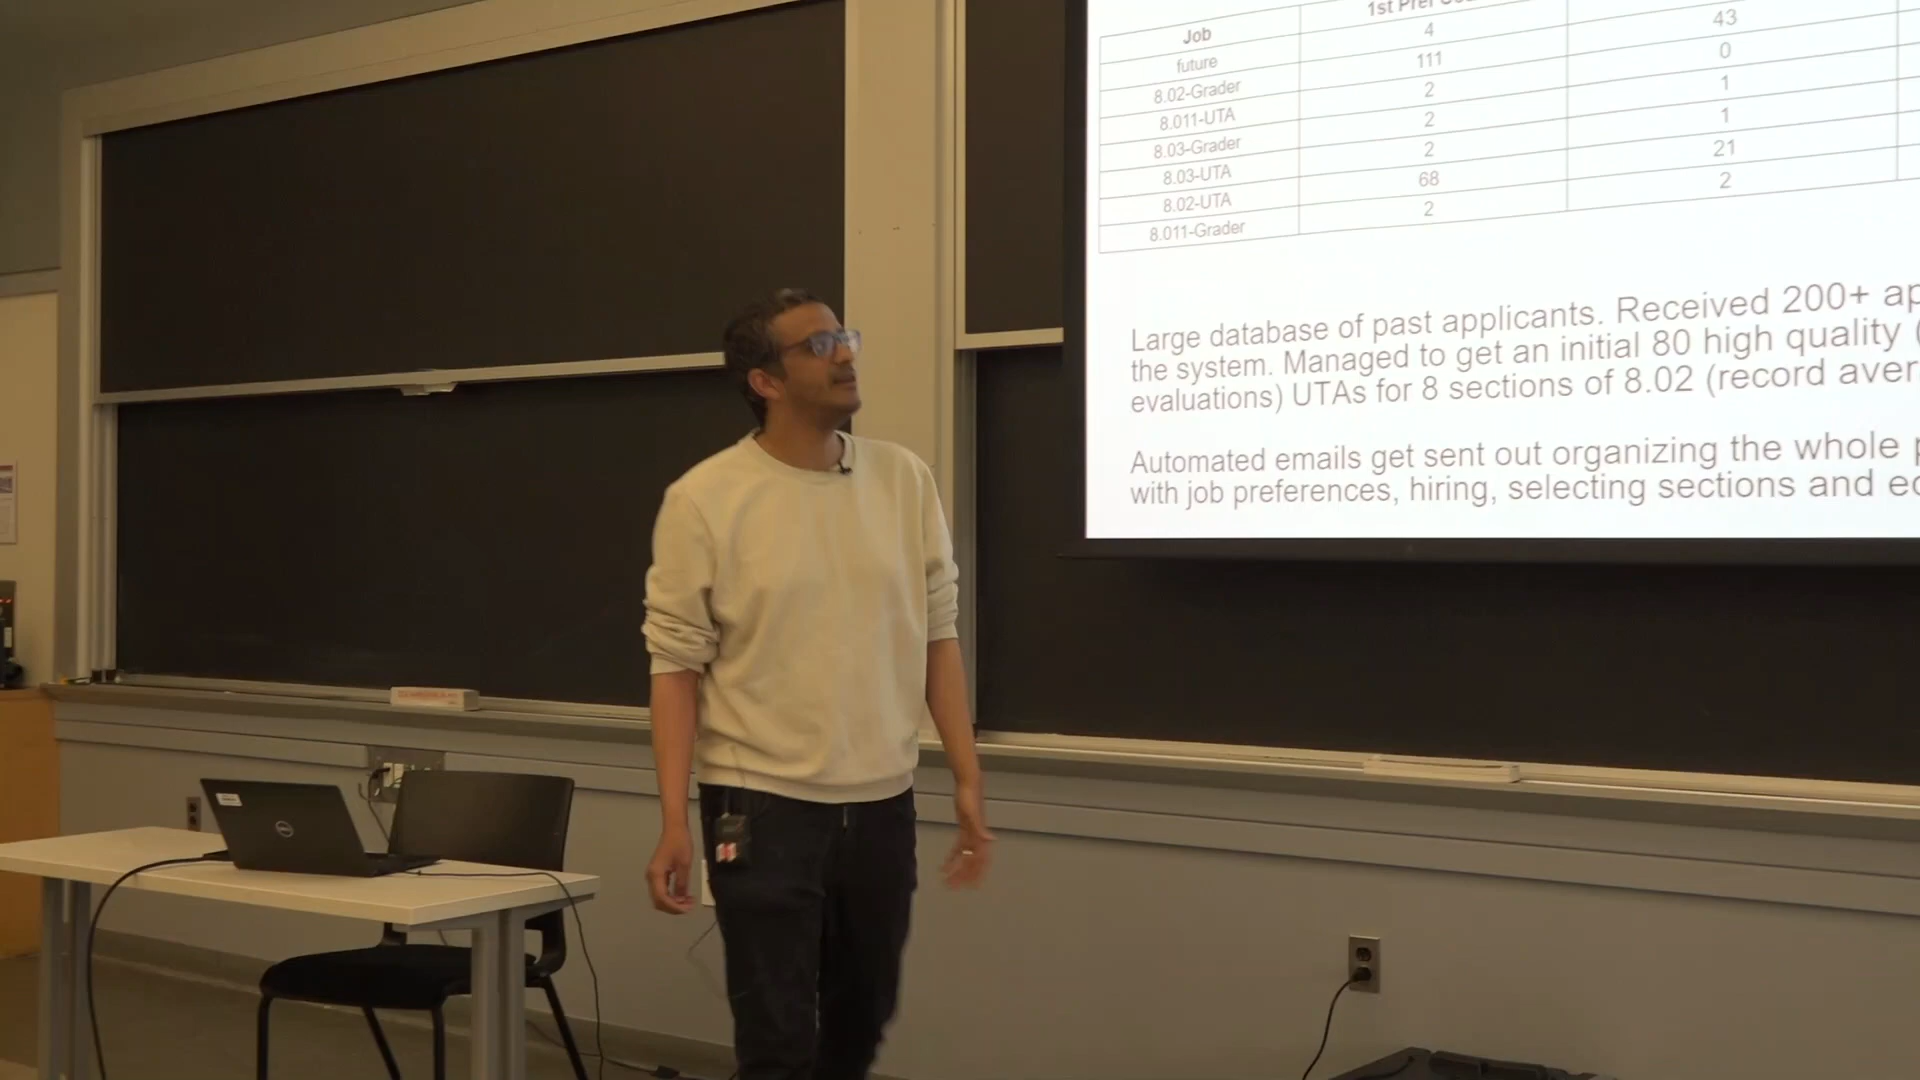 Job 1st Pref
future 4
8.02-Grader 111 43
8.011-UTA 2 0
8.03-Grader 2 1
8.03-UTA 2 1
8.02-UTA 68 21
8.011-Grader 2 2
Large database of past applicants. Received 200+ ap
the system. Managed to get an initial 80 high quality (
evaluations) UTAs for 8 sections of 8.02 (record aver
Automated emails get sent out organizing the whole p
with job preferences, hiring, selecting sections and ec
DELL